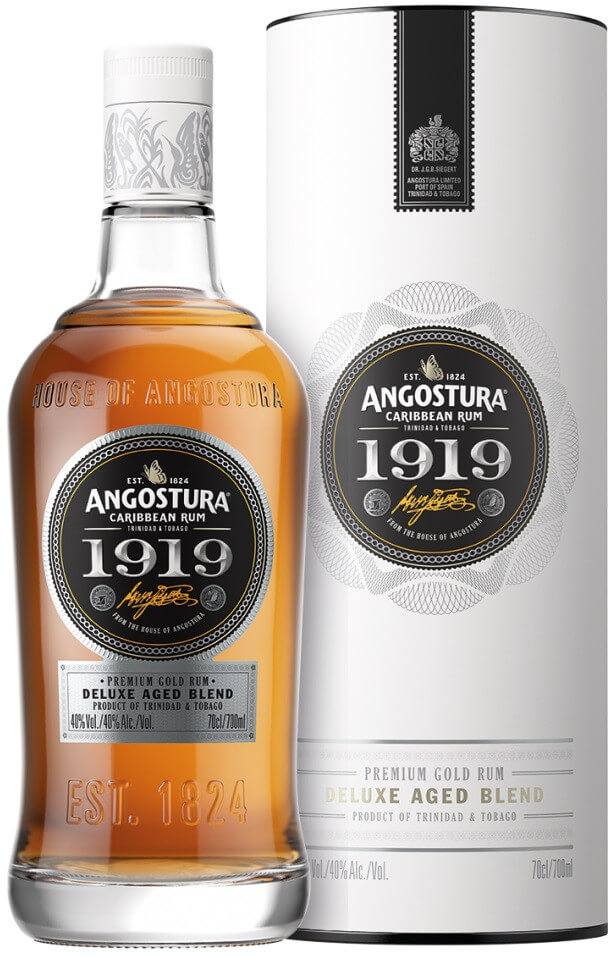 HOUSE OF ANGOSTURA
EST. 1824
ANGOSTURA®
CARIBBEAN RUM
TRINIDAD & TOBAGO
1919
FROM THE HOUSE OF ANGOSTURA
• PREMIUM GOLD RUM •
DELUXE AGED BLEND
PRODUCT OF TRINIDAD & TOBAGO
40% Vol./40% Alc./Vol. 70cl/700ml
EST. 1824
DR. J.G.B. SIEGERT
ANGOSTURA LIMITED
PORT OF SPAIN
TRINIDAD & TOBAGO
EST. 1824
ANGOSTURA®
CARIBBEAN RUM
TRINIDAD & TOBAGO
1919
FROM THE HOUSE OF ANGOSTURA
PREMIUM GOLD RUM
DELUXE AGED BLEND
PRODUCT OF TRINIDAD & TOBAGO
Vol./40% Alc./Vol. 70cl/700ml